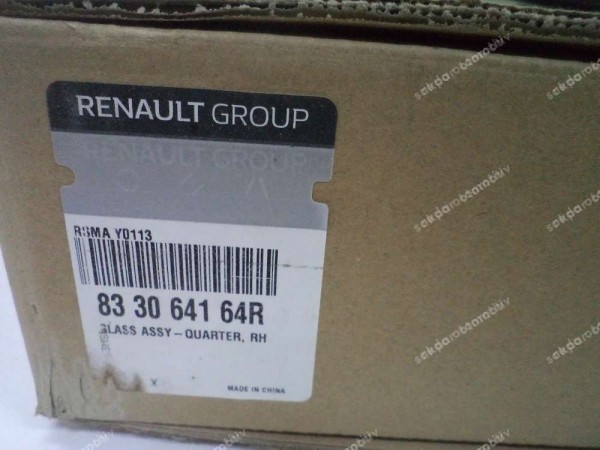 RENAULT GROUP
RENAULT GROUP
RSMA Y0113
83 30 641 64R
GLASS ASSY-QUARTER, RH
X
MADE IN CHINA